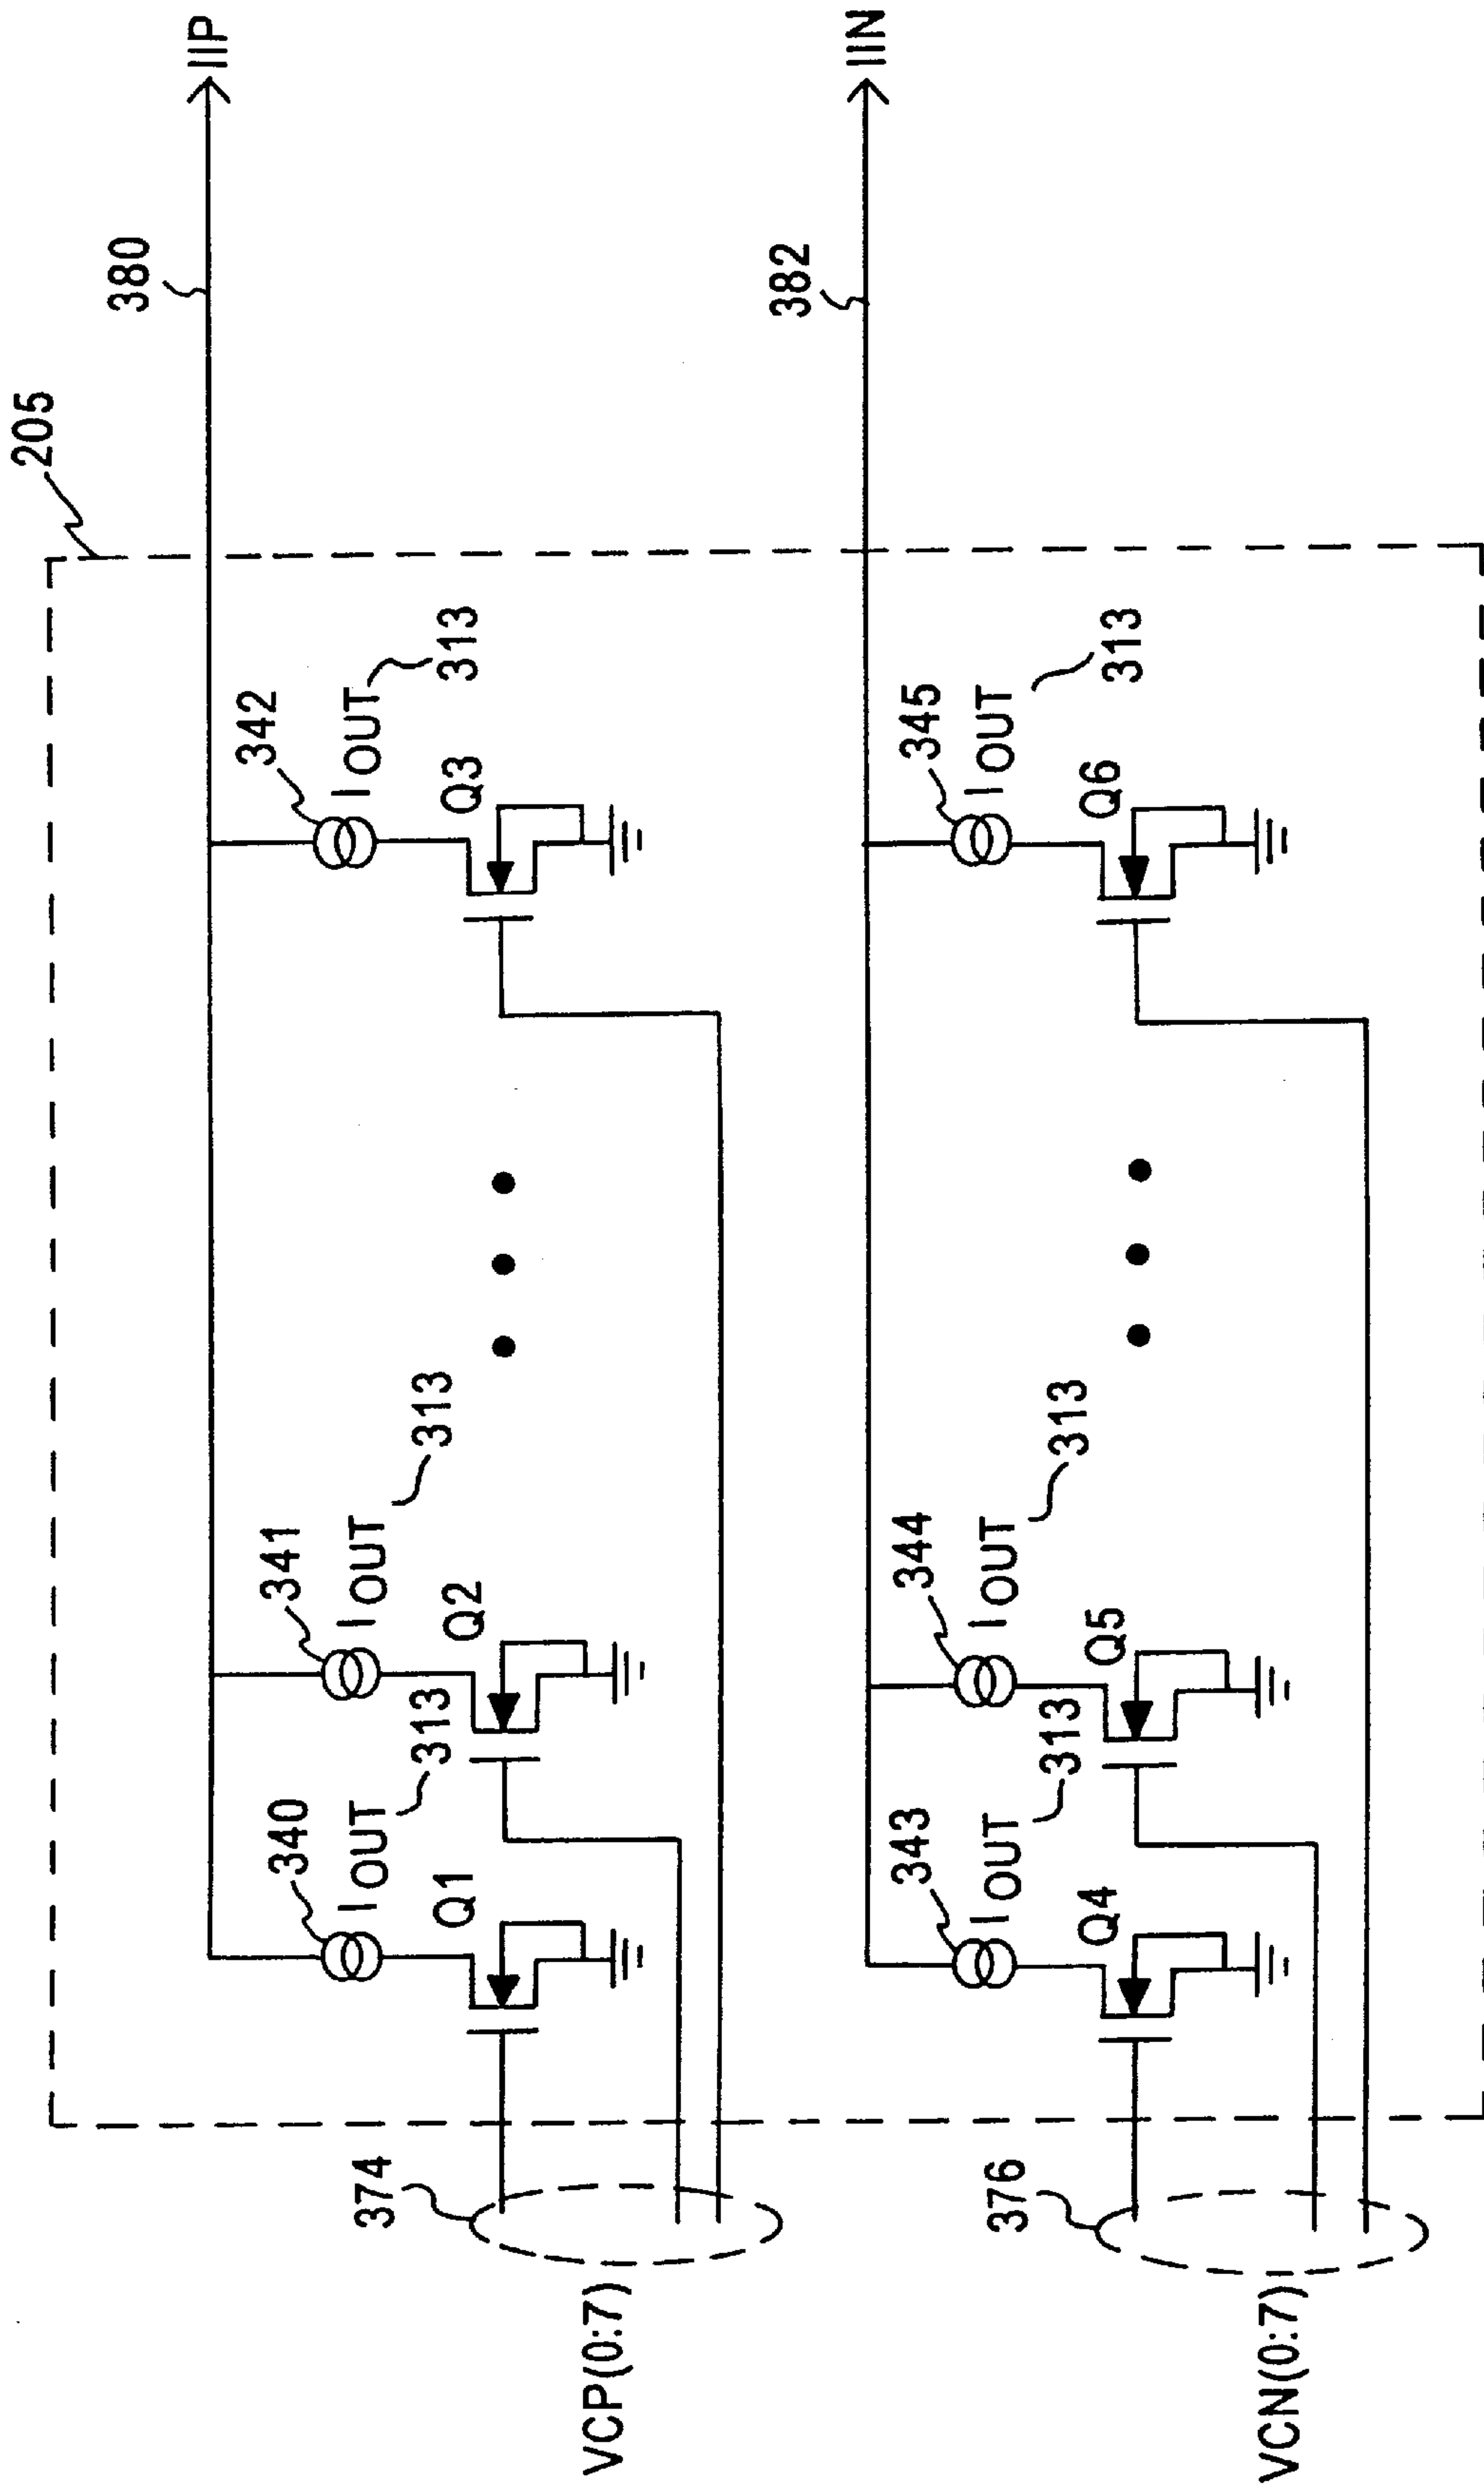 205
380
IIP
342
IOUT
313
Q3
341
IOUT
313
Q2
340
IOUT
313
Q1
374
VCP(0:7)
382
IIN
345
IOUT
313
Q6
344
IOUT
313
Q5
343
IOUT
313
Q4
376
VCN(0:7)